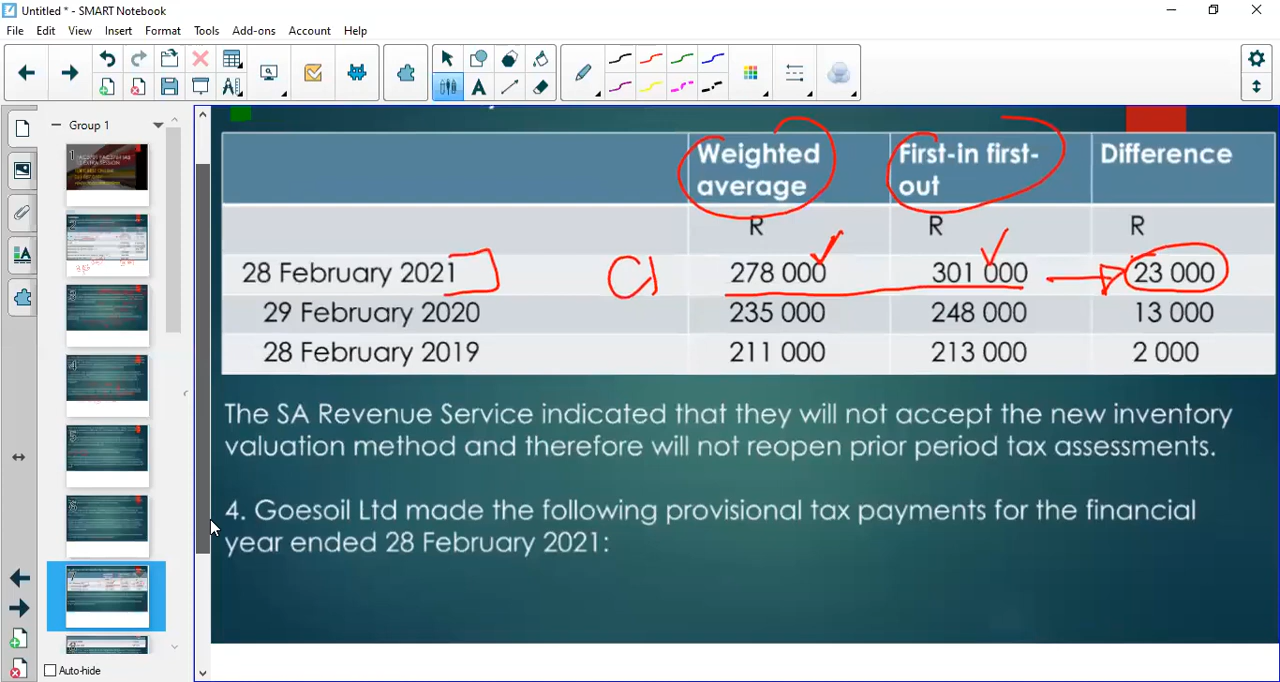 Untitled * - SMART Notebook
File Edit View Insert Format Tools Add-ons Account Help
Group 1
Weighted average First-in first-out Difference
R R R
28 February 2021 CI 278 000 301 000 23 000
29 February 2020 235 000 248 000 13 000
28 February 2019 211 000 213 000 2 000
The SA Revenue Service indicated that they will not accept the new inventory
valuation method and therefore will not reopen prior period tax assessments.
4. Goesoil Ltd made the following provisional tax payments for the financial
year ended 28 February 2021:
Auto-hide